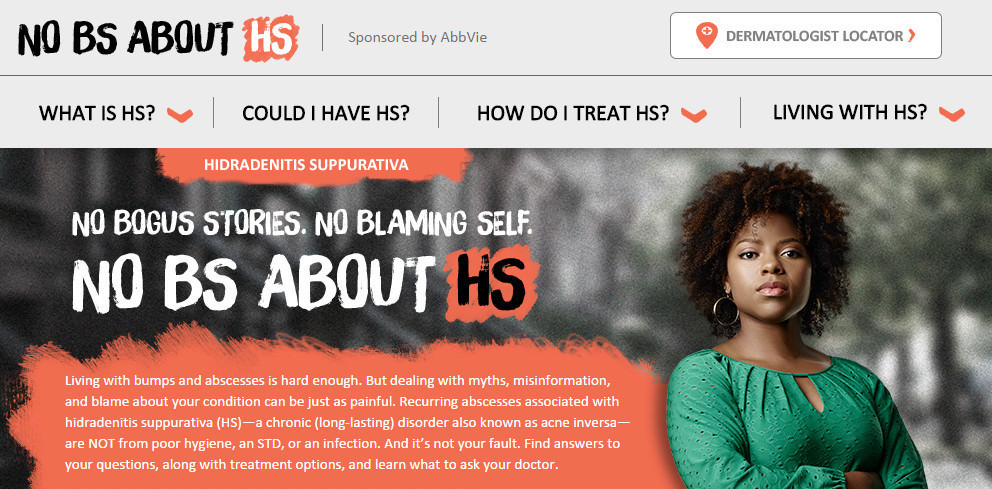 NO BS ABOUT HS
Sponsored by AbbVie
DERMATOLOGIST LOCATOR
WHAT IS HS?
COULD I HAVE HS?
HOW DO I TREAT HS?
LIVING WITH HS?
HIDRADENITIS SUPPURATIVA
NO BOGUS STORIES. NO BLAMING SELF.
NO BS ABOUT HS
Living with bumps and abscesses is hard enough. But dealing with myths, misinformation,
and blame about your condition can be just as painful. Recurring abscesses associated with
hidradenitis suppurativa (HS)—a chronic (long-lasting) disorder also known as acne inversa—
are NOT from poor hygiene, an STD, or an infection. And it's not your fault. Find answers to
your questions, along with treatment options, and learn what to ask your doctor.